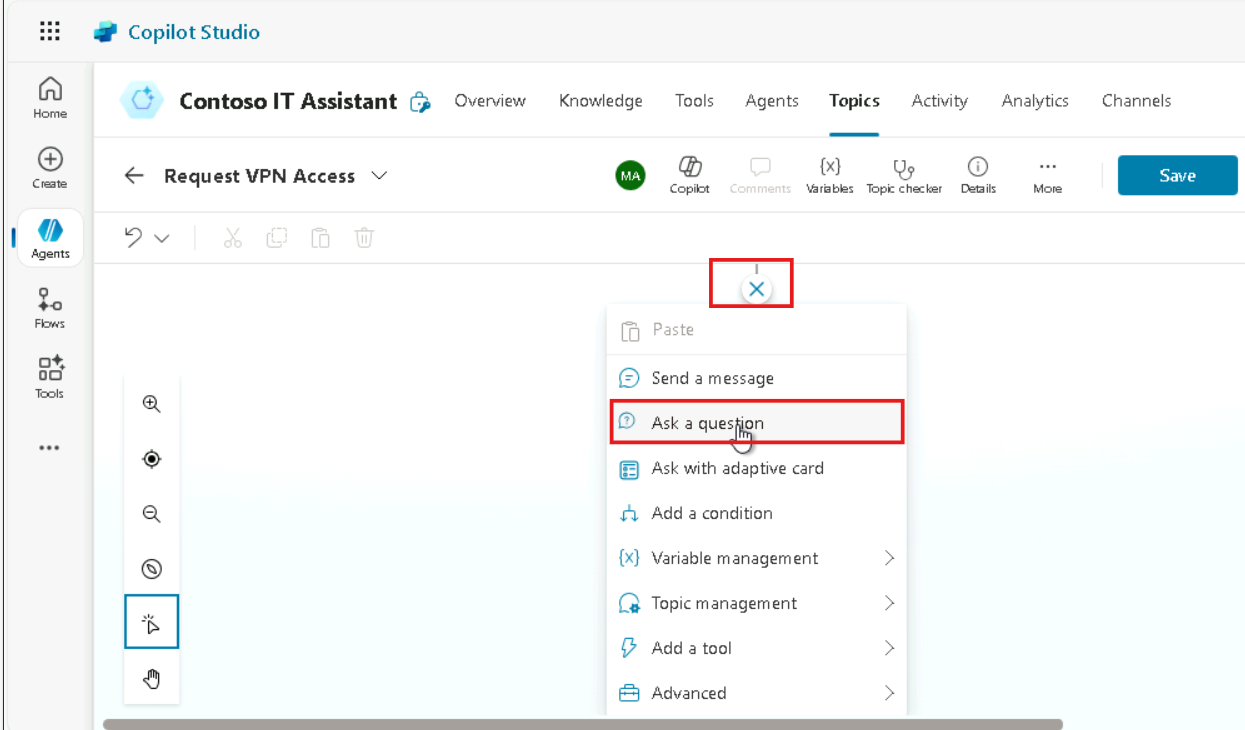 Copilot Studio
Home
Create
Agents
Flows
Tools
Contoso IT Assistant
Overview
Knowledge
Tools
Agents
Topics
Activity
Analytics
Channels
Request VPN Access
MA
Copilot
Comments
{x}
Variables
Topic checker
Details
More
Save
Paste
Send a message
Ask a question
Ask with adaptive card
Add a condition
{x} Variable management
Topic management
Add a tool
Advanced